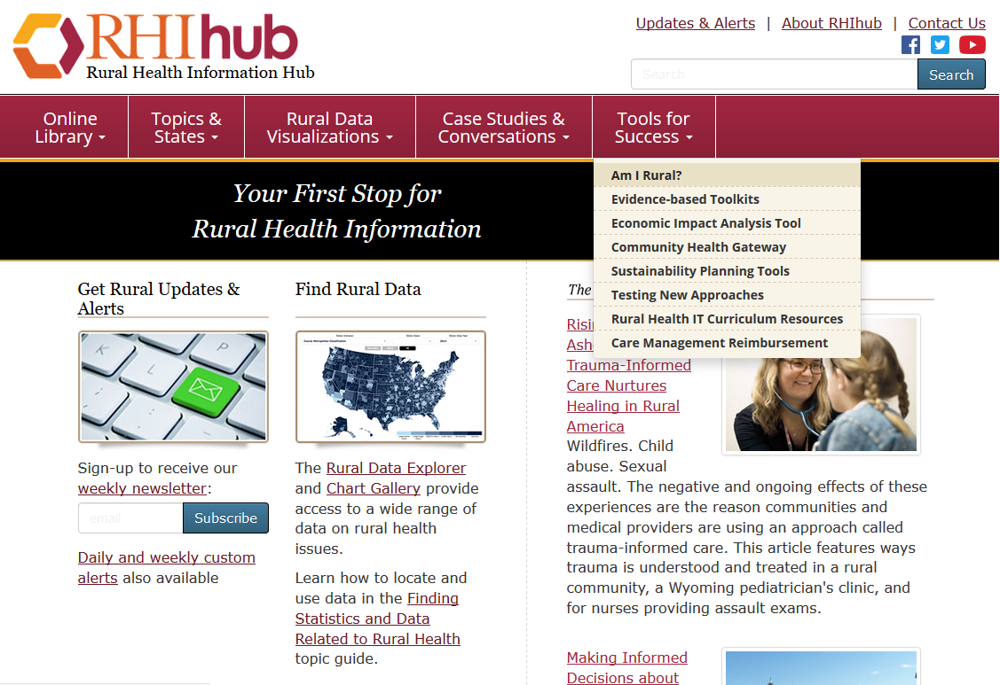 RHIhub
Rural Health Information Hub
Updates & Alerts | About RHIhub | Contact Us
Search
Search
Online
Library
Topics &
States
Rural Data
Visualizations
Case Studies &
Conversations
Tools for
Success
Am I Rural?
Evidence-based Toolkits
Economic Impact Analysis Tool
Community Health Gateway
Sustainability Planning Tools
Testing New Approaches
Rural Health IT Curriculum Resources
Care Management Reimbursement
Your First Stop for
Rural Health Information
Get Rural Updates &
Alerts
K
L
P
Sign-up to receive our
weekly newsletter:
email
Subscribe
Daily and weekly custom
alerts also available
Find Rural Data
The Rural Data Explorer
and Chart Gallery provide
access to a wide range of
data on rural health
issues.
Learn how to locate and
use data in the Finding
Statistics and Data
Related to Rural Health
topic guide.
The
Trauma-Informed
Care Nurtures
Healing in Rural
America
Wildfires. Child
abuse. Sexual
assault. The negative and ongoing effects of these
experiences are the reason communities and
medical providers are using an approach called
trauma-informed care. This article features ways
trauma is understood and treated in a rural
community, a Wyoming pediatrician's clinic, and
for nurses providing assault exams.
Making Informed
Decisions about